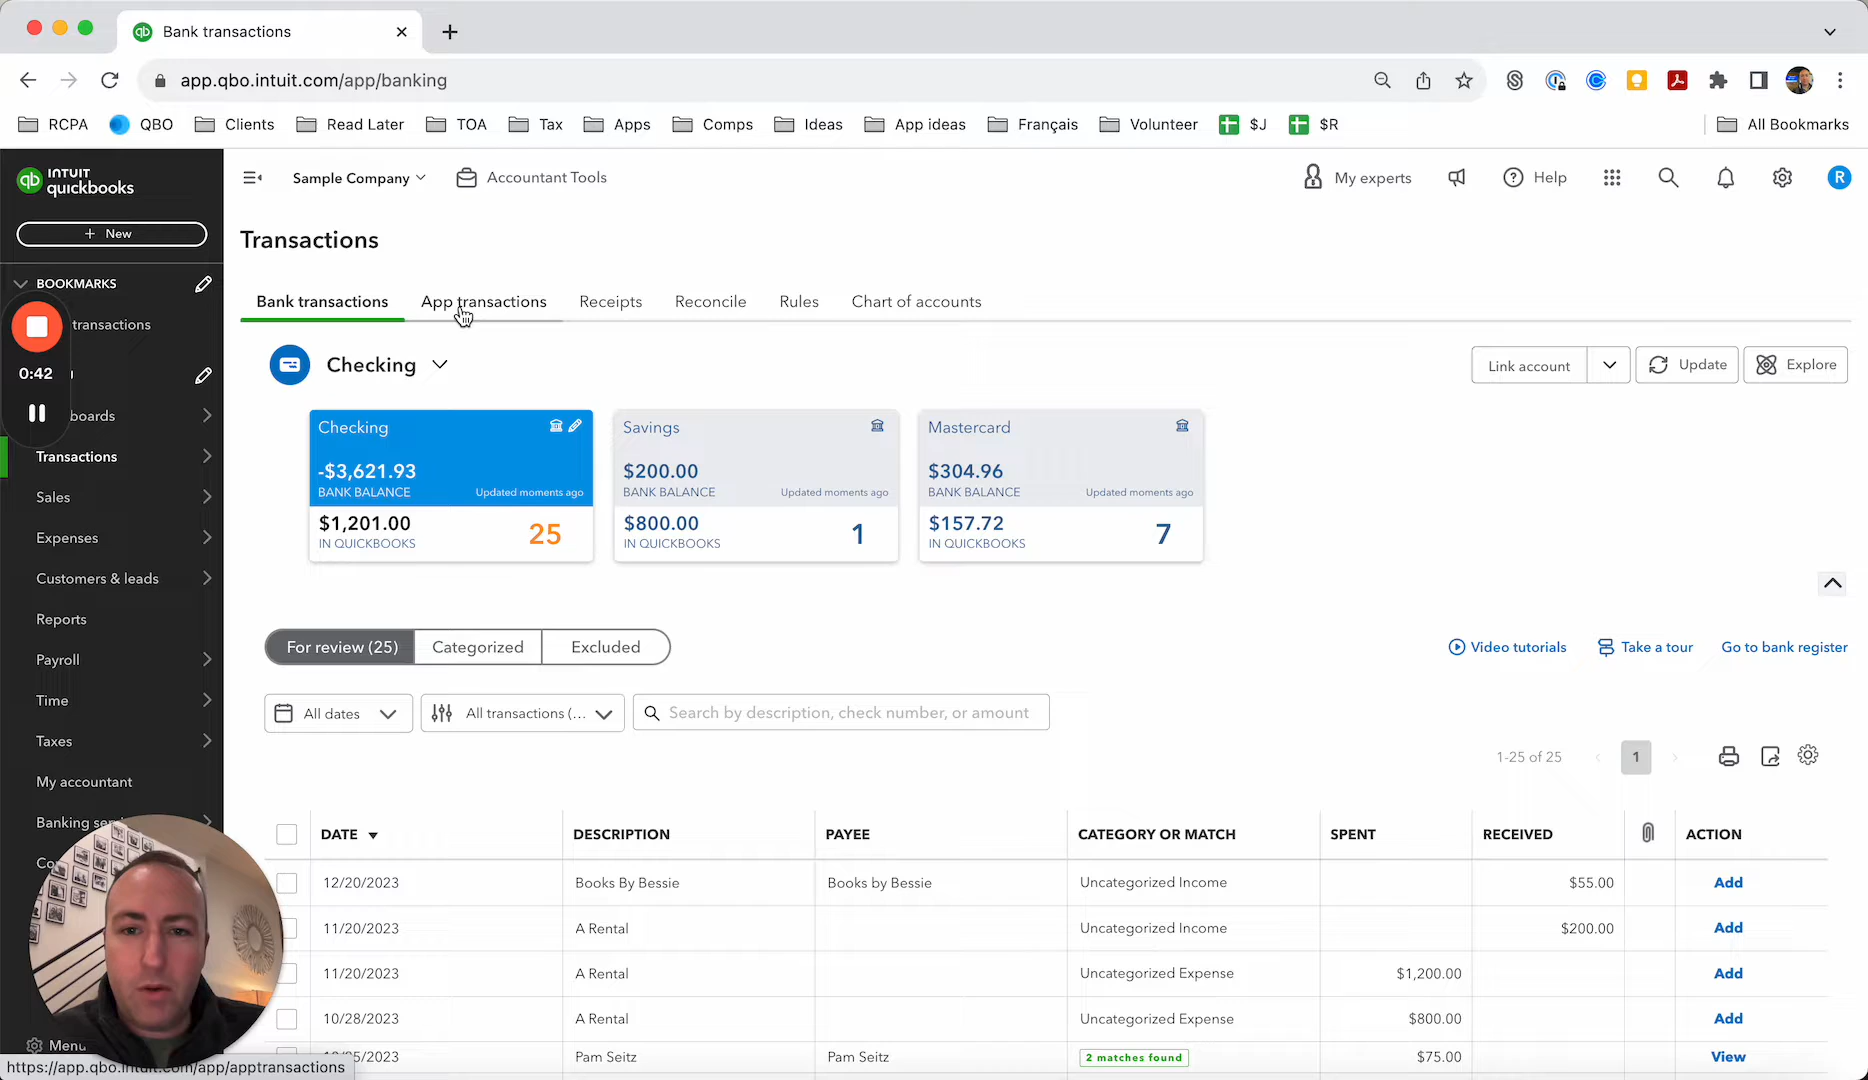 Bank transactions
app.qbo.intuit.com/app/banking
RCPA QBO Clients Read Later TOA Tax Apps Comps Ideas App ideas Français Volunteer $J $R All Bookmarks
INTUIT
quickbooks
Sample Company Accountant Tools My experts Help R
+ New
Transactions
BOOKMARKS
transactions
Bank transactions App transactions Receipts Reconcile Rules Chart of accounts
0:42
boards
Transactions
Sales
Expenses
Customers & leads
Reports
Payroll
Time
Taxes
My accountant
Banking ser
Co
Menu
Checking
Link account Update Explore
Checking
-$3,621.93
BANK BALANCE Updated moments ago
$1,201.00
IN QUICKBOOKS
25
Savings
$200.00
BANK BALANCE Updated moments ago
$800.00
IN QUICKBOOKS
1
Mastercard
$304.96
BANK BALANCE Updated moments ago
$157.72
IN QUICKBOOKS
7
For review (25) Categorized Excluded
Video tutorials Take a tour Go to bank register
All dates All transactions (... Search by description, check number, or amount
1-25 of 25 1
DATE DESCRIPTION PAYEE CATEGORY OR MATCH SPENT RECEIVED ACTION
12/20/2023 Books By Bessie Books by Bessie Uncategorized Income $55.00 Add
11/20/2023 A Rental Uncategorized Income $200.00 Add
11/20/2023 A Rental Uncategorized Expense $1,200.00 Add
10/28/2023 A Rental Uncategorized Expense $800.00 Add
5/2023 Pam Seitz Pam Seitz 2 matches found $75.00 View
https://app.qbo.intuit.com/app/apptransactions